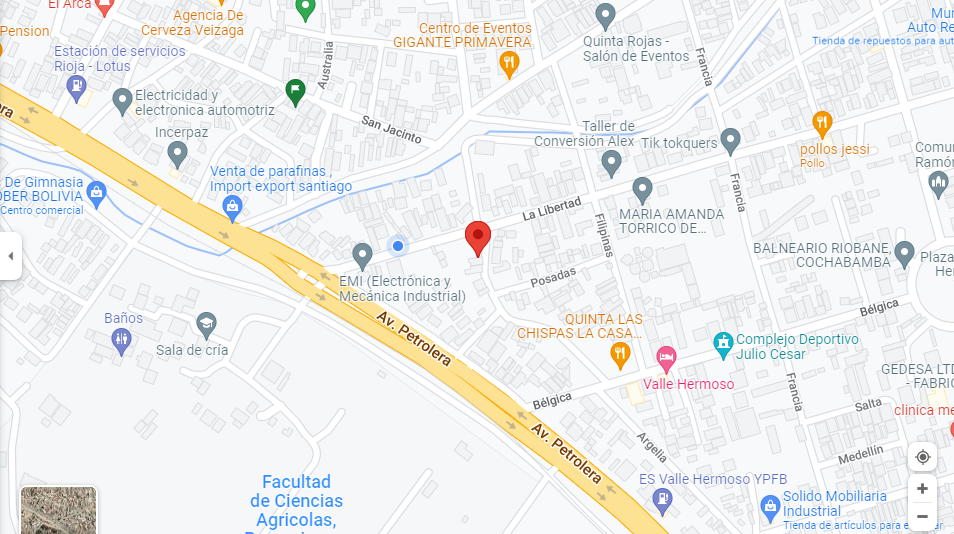 El Arca
Agencia De
Cerveza Veizaga
Pension
Estación de servicios
Rioja - Lotus
Australia
Centro de Eventos
GIGANTE PRIMAVERA
Quinta Rojas -
Salón de Eventos
Francia
Auto Re
Tienda de repuestos para aut
Electricidad y
electronica automotriz
Incerpaz
San Jacinto
Taller de
Conversión Alex
Tik tokquers
pollos jessi
Pollo
Comu
Ramón
De Gimnasia
OBER BOLIVIA
Centro comercial
Venta de parafinas ,
Import export santiago
La Libertad
Filipinas
MARIA AMANDA
TORRICO DE...
Francia
BALNEARIO RIOBANE,
COCHABAMBA
Plaza
EMI (Electrónica y
Mecánica Industrial)
Posadas
Bélgica
Baños
Sala de cría
Av. Petrolera
QUINTA LAS
CHISPAS LA CASA...
Complejo Deportivo
Julio Cesar
Valle Hermoso
GEDESA LTD
- FABRIC
Francia
Bélgica
Salta
clinica me
Argelia
Medellín
Av. Petrolera
Facultad
de Ciencias
Agricolas,
ES Valle Hermoso YPFB
Solido Mobiliaria
Industrial
Tienda de artículos para el